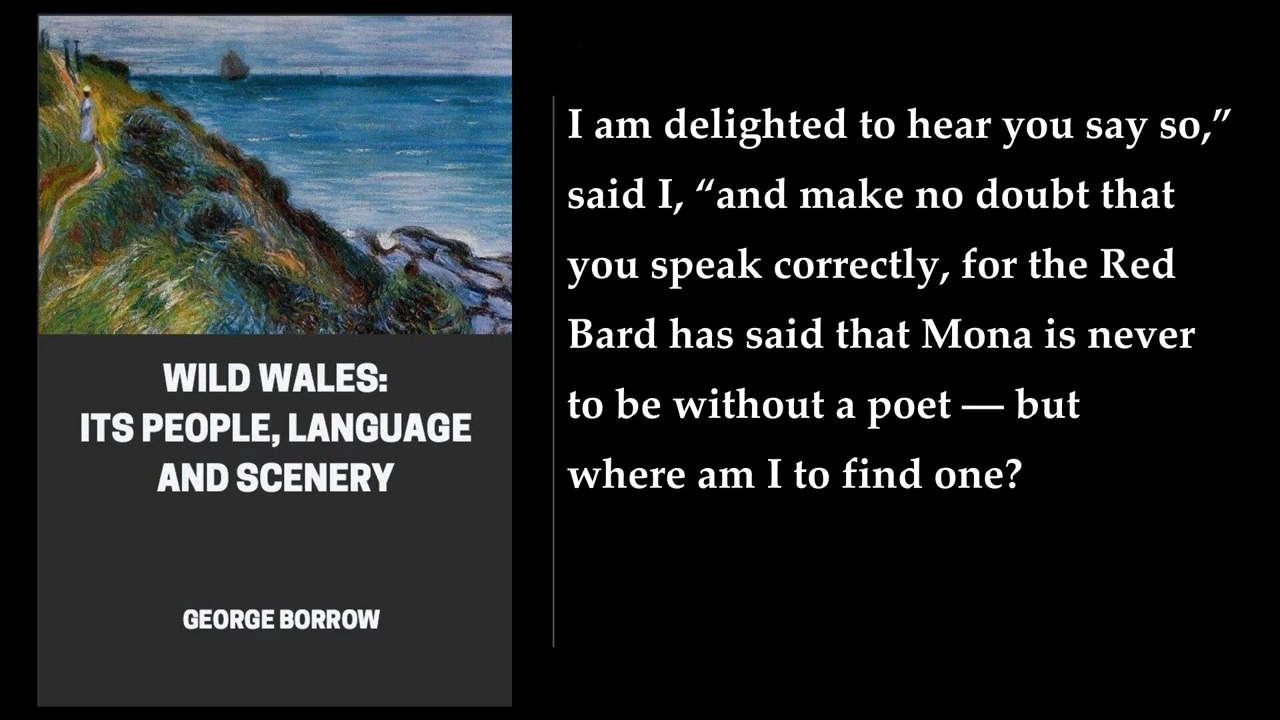 WILD WALES:
ITS PEOPLE, LANGUAGE
AND SCENERY
GEORGE BORROW
I am delighted to hear you say so,”
said I, “and make no doubt that
you speak correctly, for the Red
Bard has said that Mona is never
to be without a poet — but
where am I to find one?